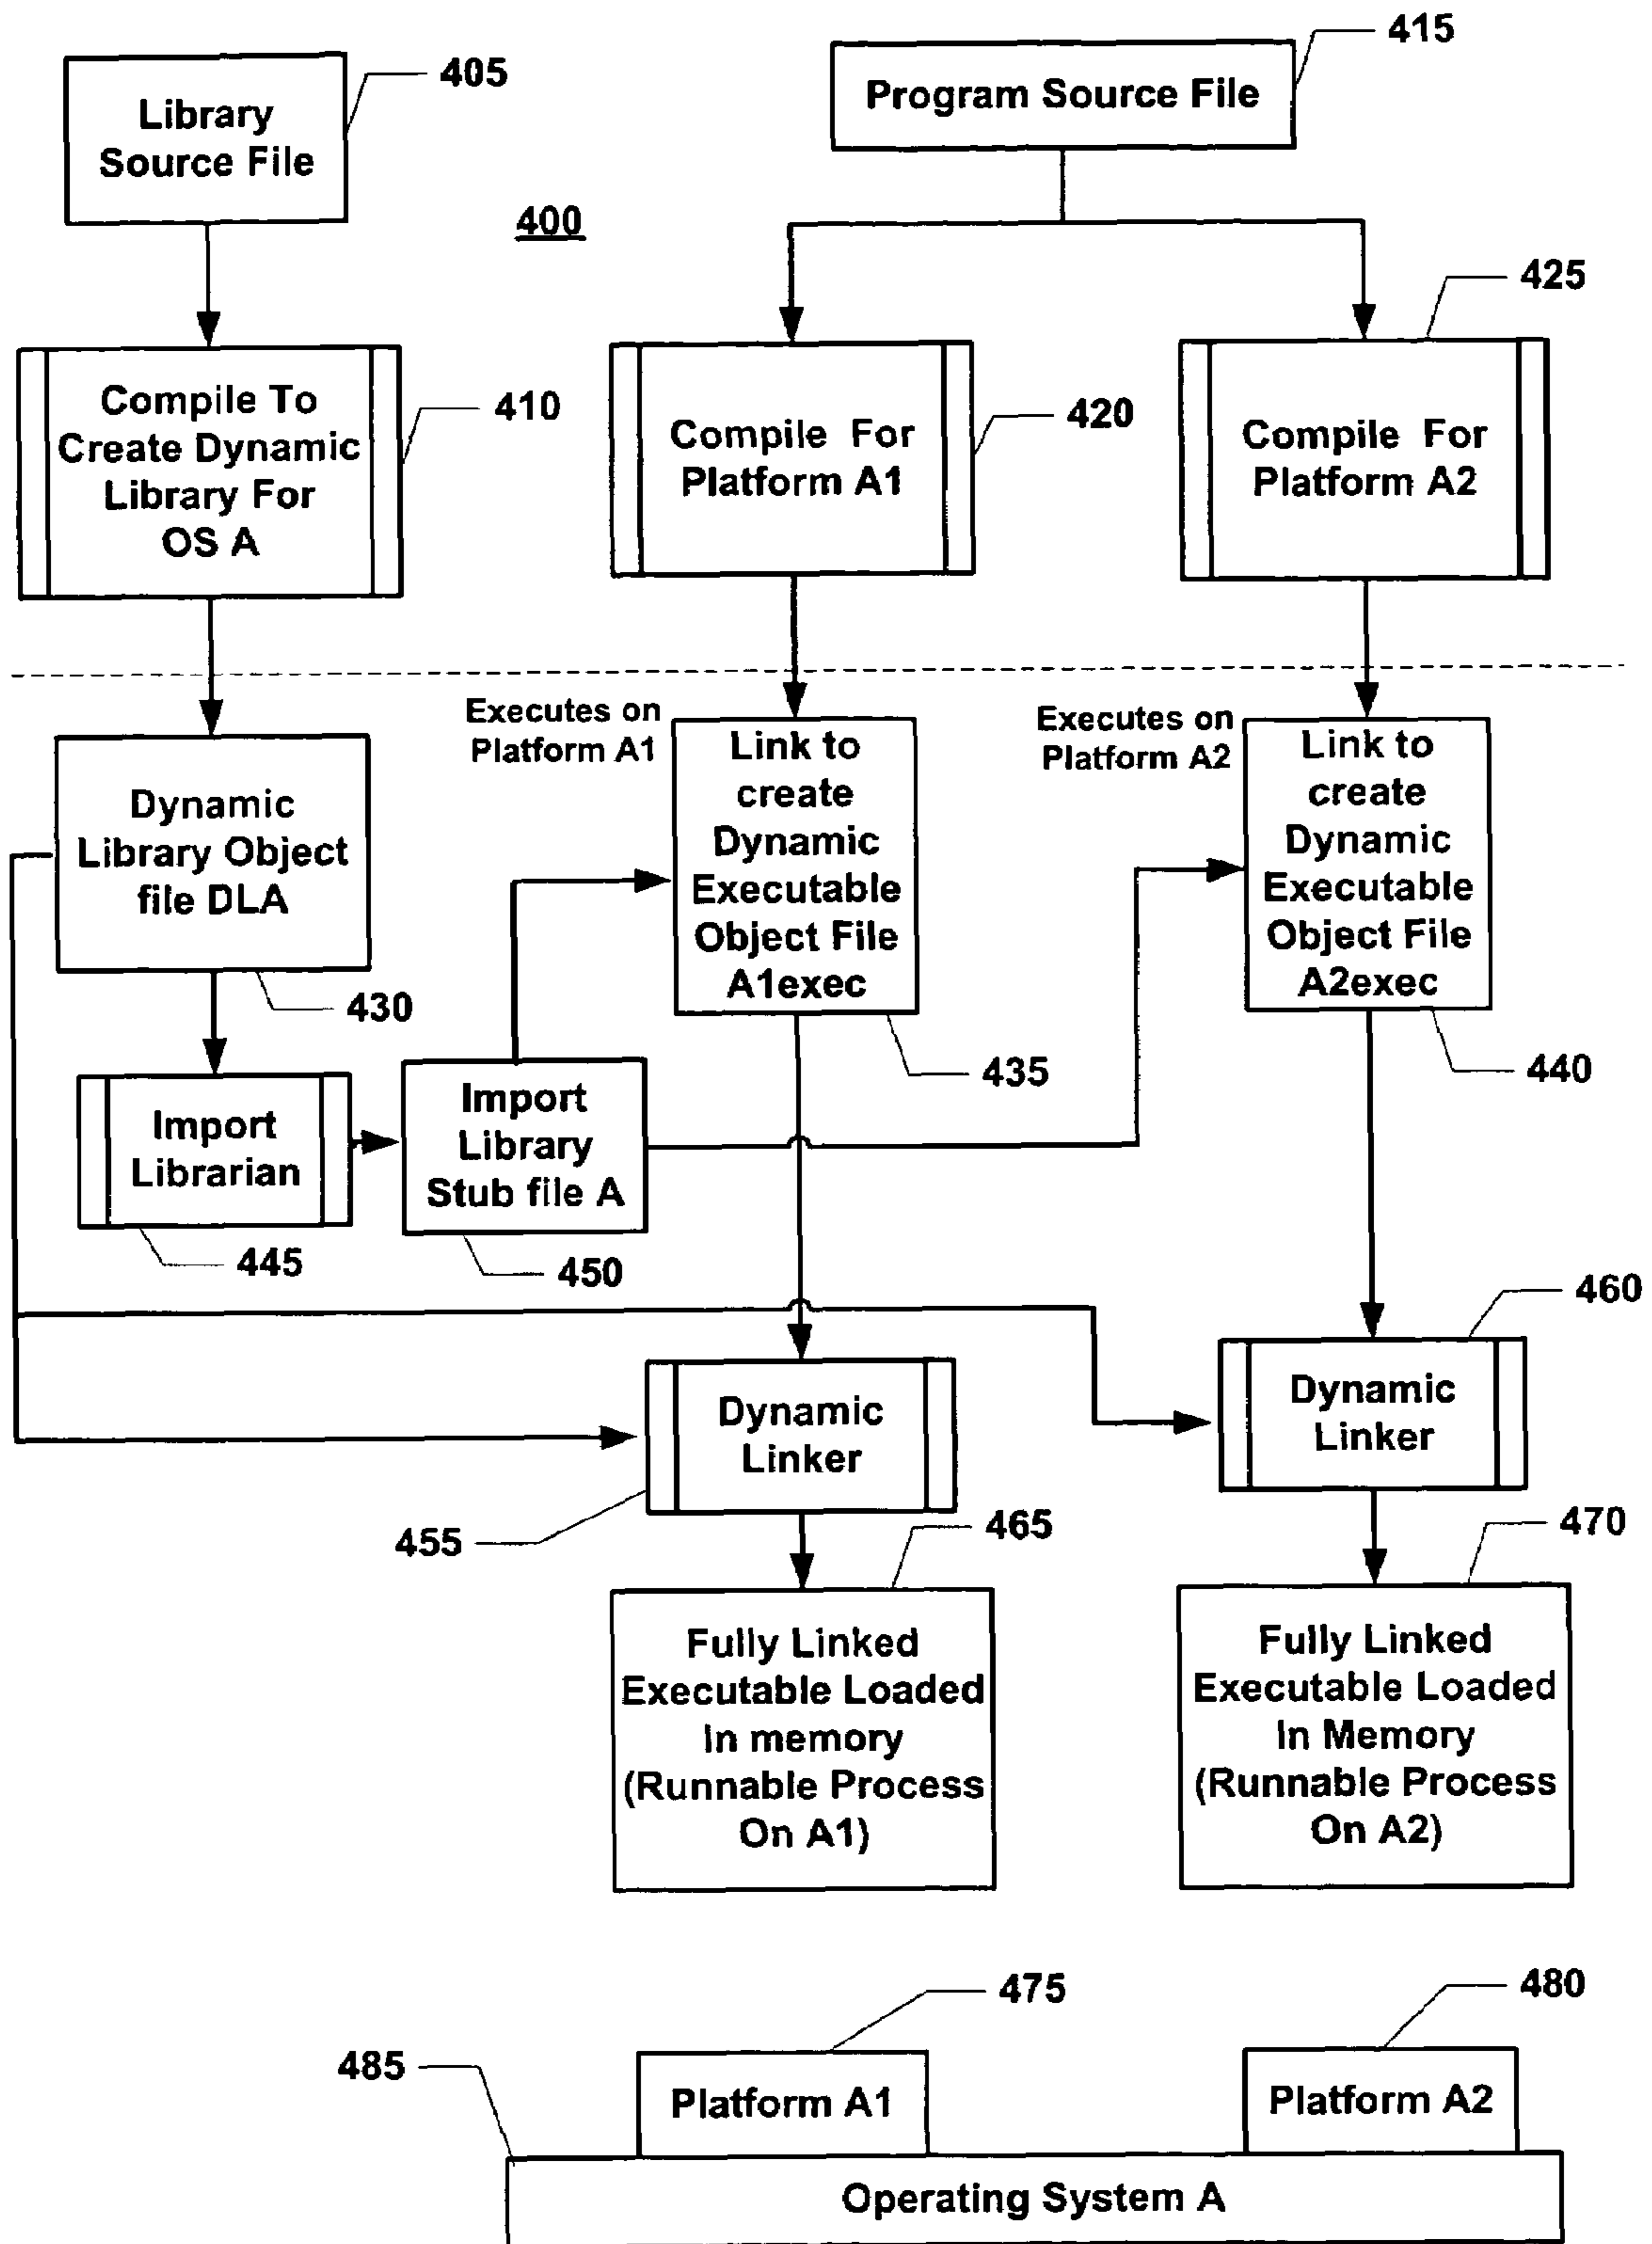 415
Program Source File
405
Library
Source File
400
425
Compile To
Create Dynamic
Library For
OS A
410
Compile For
Platform A1
420
Compile For
Platform A2
Executes on
Platform A1
Link to
create
Dynamic
Executable
Object File
A1exec
Executes on
Platform A2
Link to
create
Dynamic
Executable
Object File
A2exec
Dynamic
Library Object
file DLA
430
435
440
Import
Librarian
Import
Library
Stub file A
445
450
460
Dynamic
Linker
Dynamic
Linker
455
465
470
Fully Linked
Executable Loaded
In memory
(Runnable Process
On A1)
Fully Linked
Executable Loaded
In Memory
(Runnable Process
On A2)
475
480
485
Platform A1
Platform A2
Operating System A